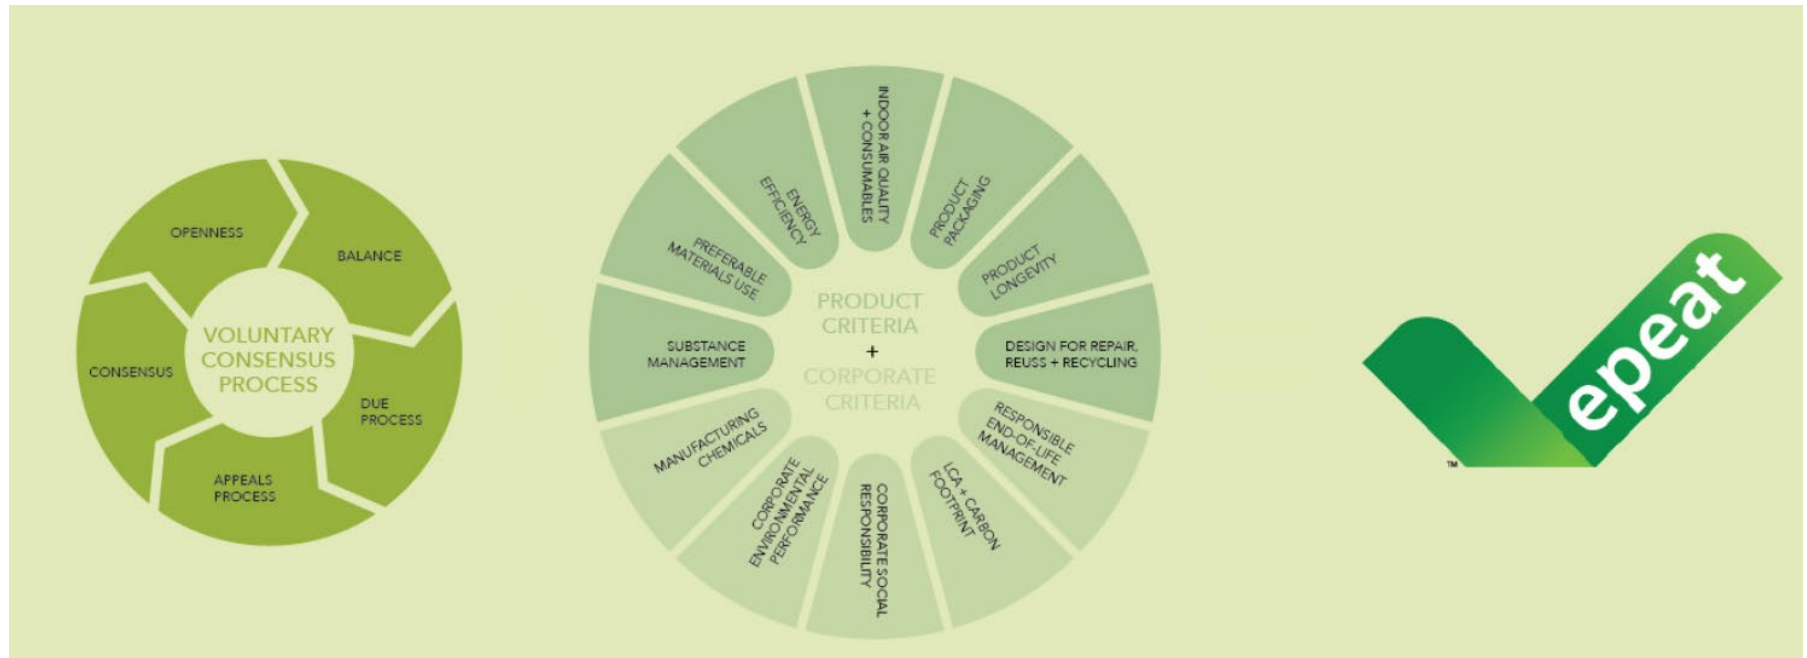 OPENNESS
BALANCE
DUE
PROCESS
APPEALS
PROCESS
CONSENSUS
VOLUNTARY
CONSENSUS
PROCESS
INDOOR AIR QUALITY
+ CONSUMABLES
PRODUCT
PACKAGING
PRODUCT
LONGEVITY
DESIGN FOR REPAIR,
REUSS + RECYCLING
RESPONSIBLE
END-OF-LIFE
MANAGEMENT
LCA + CARBON
FOOTPRINT
CORPORATE SOCIAL
RESPONSIBILITY
CORPORATE
ENVIRONMENTAL
PERFORMANCE
MANUFACTURING
CHEMICALS
SUBSTANCE
MANAGEMENT
PREFERABLE
MATERIALS USE
ENERGY
EFFICIENCY
PRODUCT
CRITERIA
+
CORPORATE
CRITERIA
epeat
TM